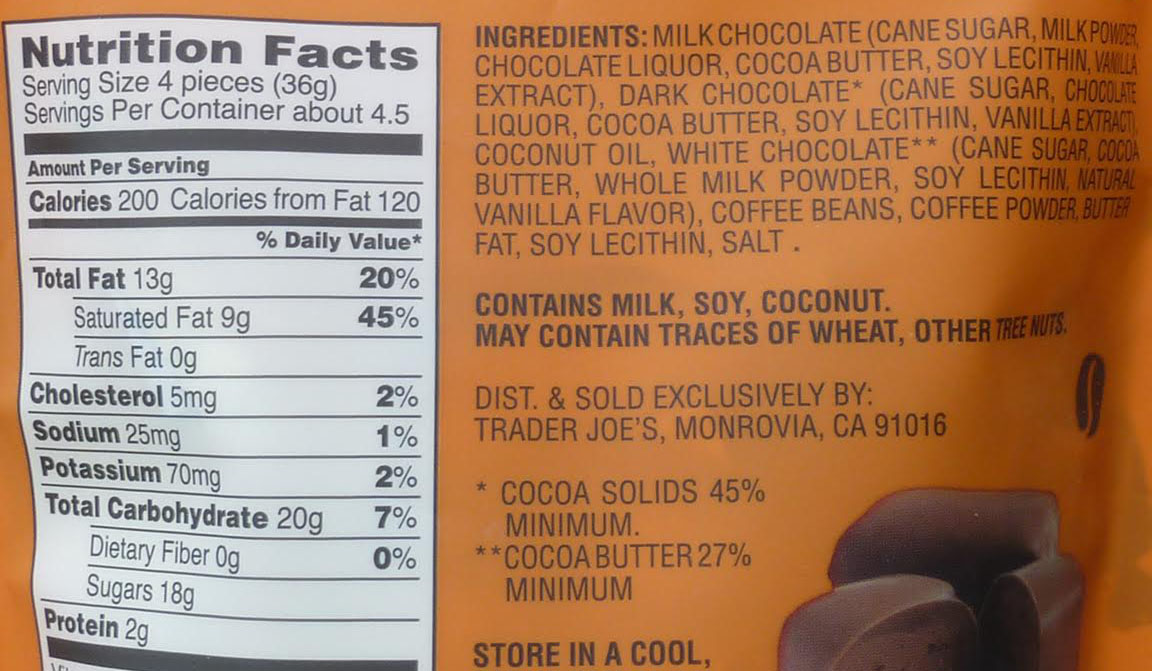 Nutrition Facts
Serving Size 4 pieces (36g)
Servings Per Container about 4.5
Amount Per Serving
Calories 200 Calories from Fat 120
% Daily Value*
Total Fat 13g 20%
Saturated Fat 9g 45%
Trans Fat 0g
Cholesterol 5mg 2%
Sodium 25mg 1%
Potassium 70mg 2%
Total Carbohydrate 20g 7%
Dietary Fiber 0g 0%
Sugars 18g
Protein 2g
INGREDIENTS: MILK CHOCOLATE (CANE SUGAR, MILK POWDER,
CHOCOLATE LIQUOR, COCOA BUTTER, SOY LECITHIN, VANILLA
EXTRACT), DARK CHOCOLATE* (CANE SUGAR, CHOCOLATE
LIQUOR, COCOA BUTTER, SOY LECITHIN, VANILLA EXTRACT),
COCONUT OIL, WHITE CHOCOLATE** (CANE SUGAR, COCOA
BUTTER, WHOLE MILK POWDER, SOY LECITHIN, NATURAL
VANILLA FLAVOR), COFFEE BEANS, COFFEE POWDER, BUTTER
FAT, SOY LECITHIN, SALT .
CONTAINS MILK, SOY, COCONUT.
MAY CONTAIN TRACES OF WHEAT, OTHER TREE NUTS.
DIST. & SOLD EXCLUSIVELY BY:
TRADER JOE'S, MONROVIA, CA 91016
* COCOA SOLIDS 45%
MINIMUM.
** COCOA BUTTER 27%
MINIMUM
STORE IN A COOL,